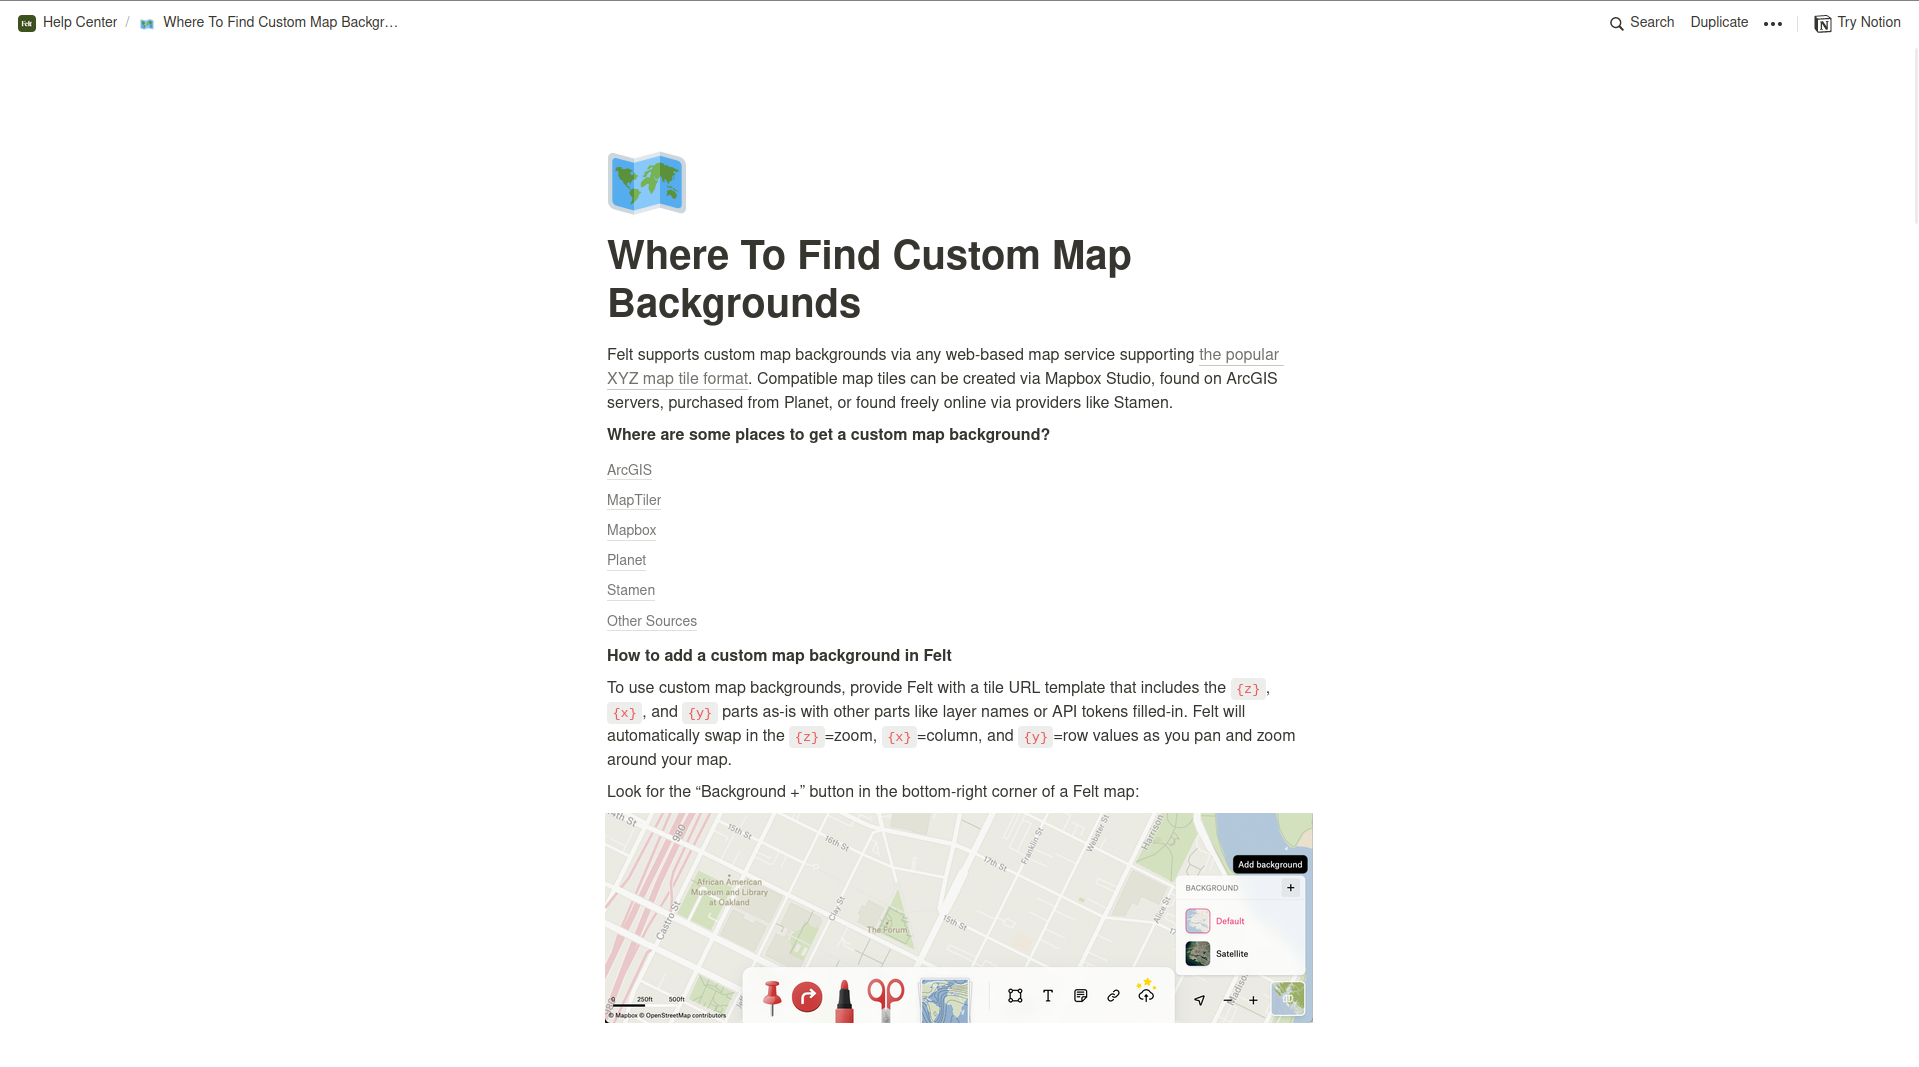 Felt Help Center / Where To Find Custom Map Backgr…
Search Duplicate ••• Try Notion
Where To Find Custom Map
Backgrounds
Felt supports custom map backgrounds via any web-based map service supporting the popular
XYZ map tile format. Compatible map tiles can be created via Mapbox Studio, found on ArcGIS
servers, purchased from Planet, or found freely online via providers like Stamen.
Where are some places to get a custom map background?
ArcGIS
MapTiler
Mapbox
Planet
Stamen
Other Sources
How to add a custom map background in Felt
To use custom map backgrounds, provide Felt with a tile URL template that includes the {z} ,
{x} , and {y} parts as-is with other parts like layer names or API tokens filled-in. Felt will
automatically swap in the {z} =zoom, {x} =column, and {y} =row values as you pan and zoom
around your map.
Look for the “Background +” button in the bottom-right corner of a Felt map:
4th St
980
15th St
16th St
17th St
Franklin St
Webster St
Harrison
Add background
African American
Museum and Library
at Oakland
Castro St
Clay St
The Forum
15th St
Alice St
BACKGROUND +
Default
Satellite
Madison
0 250ft 500ft
T
− +
© Mapbox © OpenStreetMap contributors